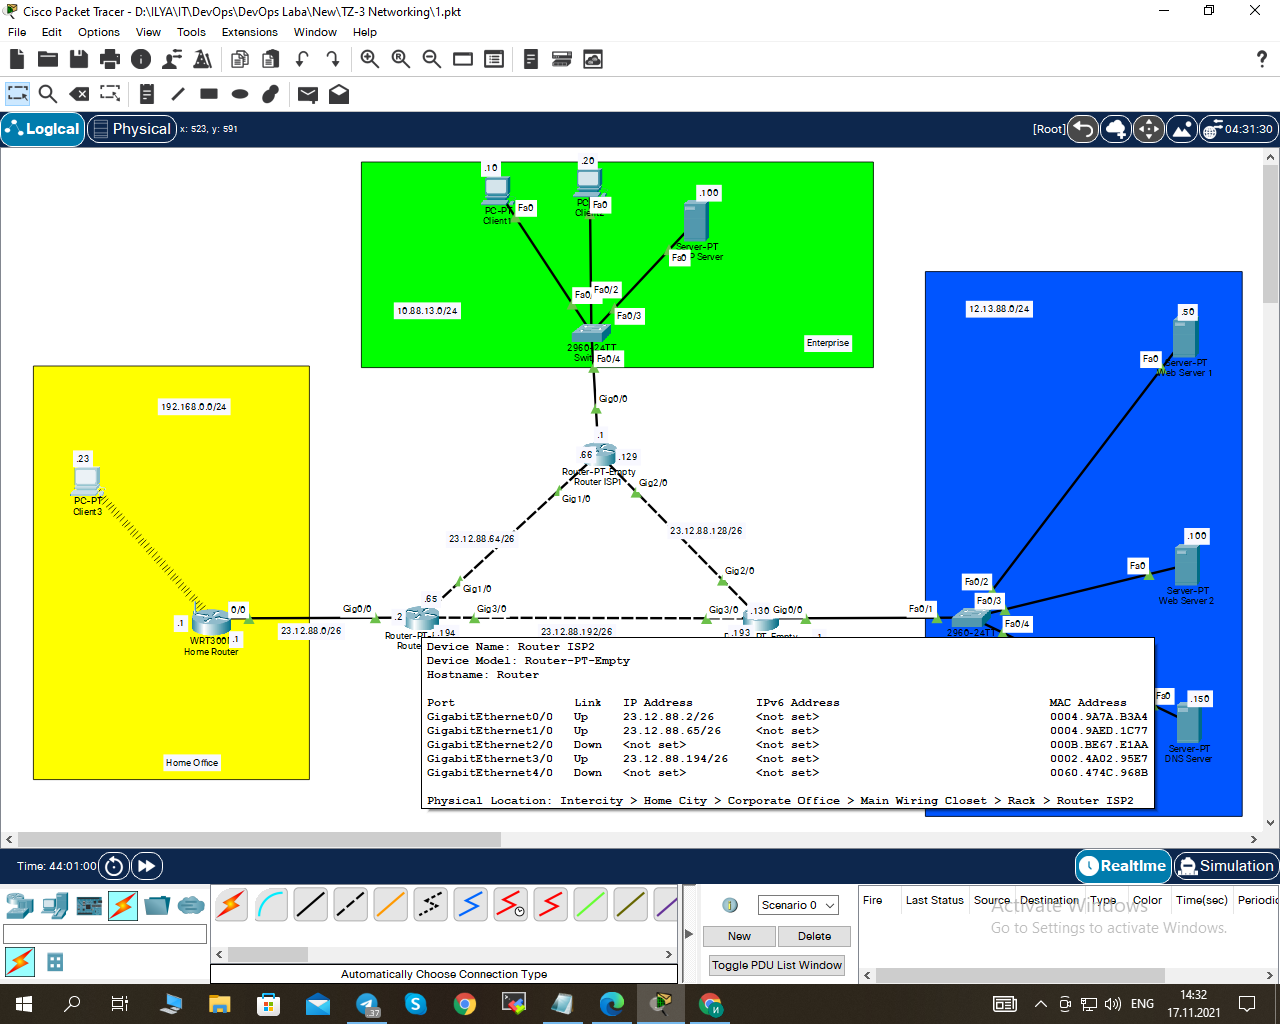 Cisco Packet Tracer - D:\ILYA\IT\DevOps\DevOps Laba\New\TZ-3 Networking\1.pkt
File Edit Options View Tools Extensions Window Help
?
Logical Physical x: 523, y: 591 [Root] 04:31:30
.10 .20 .100
Fa0 Fa0
PC-PT
Client1
Server-PT
Fa0 P Server
Fa0/2
Fa0/3
10.88.13.0/24
2960-24TT
Fa0/4
Enterprise
12.13.88.0/24
.50
Fa0 Server-PT
Web Server 1
192.168.0.0/24
Gig0/0
.1
.66 .129
Router-PT-Empty
Router ISP1
Gig1/0 Gig2/0
.23
PC-PT
Client3
23.12.88.64/26
23.12.88.128/26
.100
Fa0
Server-PT
Web Server 2
Gig1/0 Gig2/0
Fa0/2
Fa0/3
Fa0/1
2960-24TT
Fa0/4
0/0
.1
.1
Home Router
23.12.88.0/26
Gig0/0
.65
.2 Gig3/0
.194
23.12.88.192/26
Gig3/0 .130 Gig0/0
.193
Device Name: Router ISP2
Device Model: Router-PT-Empty
Hostname: Router
Port Link IP Address IPv6 Address MAC Address
GigabitEthernet0/0 Up 23.12.88.2/26 <not set> 0004.9A7A.B3A4
GigabitEthernet1/0 Up 23.12.88.65/26 <not set> 0004.9AED.1C77
GigabitEthernet2/0 Down <not set> <not set> 000B.BE67.E1AA
GigabitEthernet3/0 Up 23.12.88.194/26 <not set> 0002.4A02.95E7
GigabitEthernet4/0 Down <not set> <not set> 0060.474C.968B
Physical Location: Intercity > Home City > Corporate Office > Main Wiring Closet > Rack > Router ISP2
Fa0 .150
Server-PT
DNS Server
Home Office
Time: 44:01:00 Realtime Simulation
Scenario 0
New Delete
Toggle PDU List Window
Fire Last Status Source Destination Type Color Time(sec) Periodic
Automatically Choose Connection Type
Activate Windows
Go to Settings to activate Windows.
.37
ENG
14:32
17.11.2021